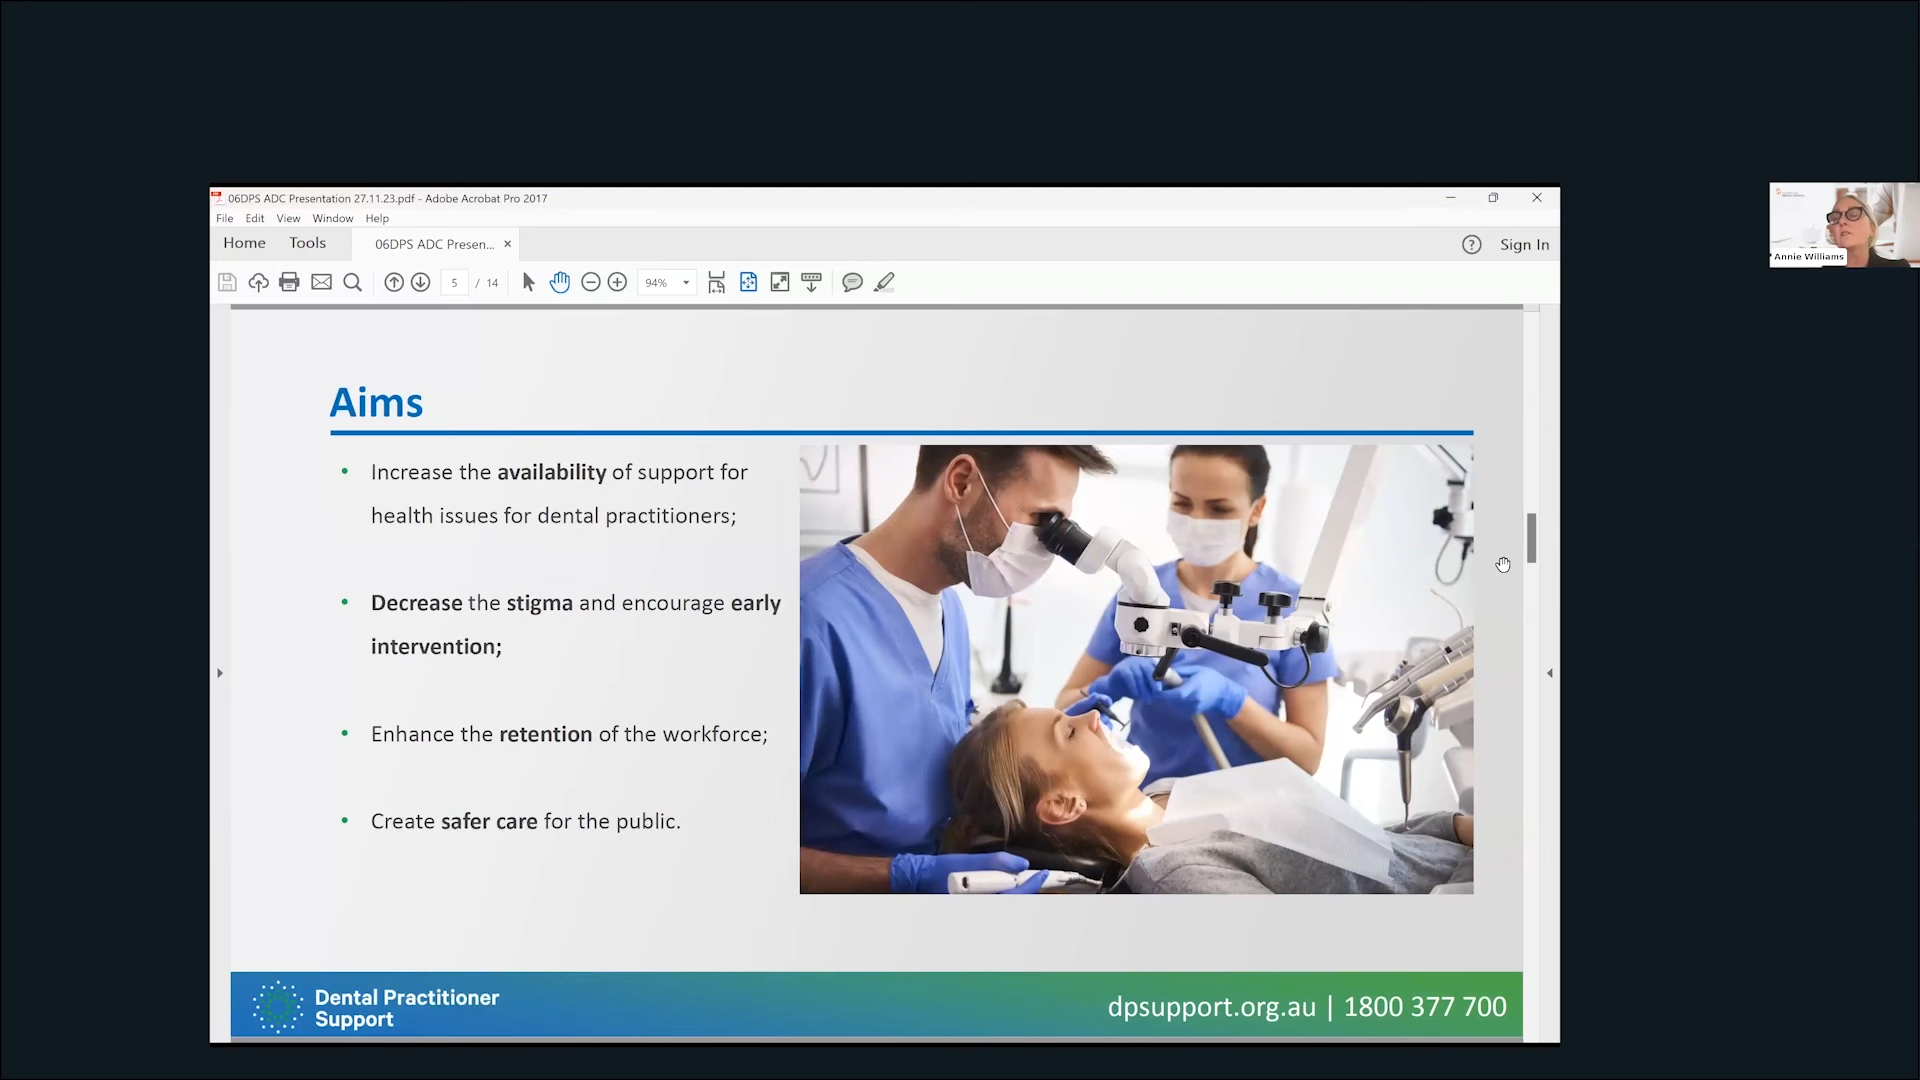 06DPS ADC Presentation 27.11.23.pdf - Adobe Acrobat Pro 2017
File Edit View Window Help
Home Tools 06DPS ADC Presen... Sign In
5 / 14 94%
Annie Williams
Aims
• Increase the availability of support for
health issues for dental practitioners;
• Decrease the stigma and encourage early
intervention;
• Enhance the retention of the workforce;
• Create safer care for the public.
Dental Practitioner
Support
dpsupport.org.au | 1800 377 700